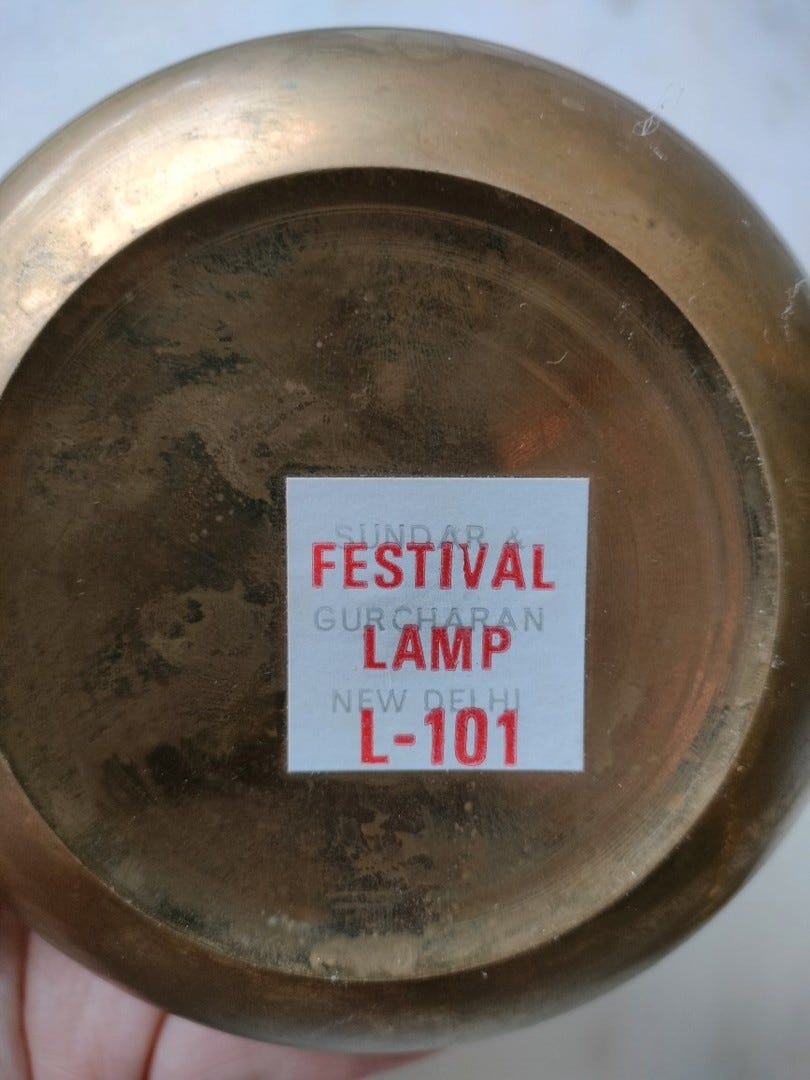 SUNDAR &
FESTIVAL
GURCHARAN
LAMP
NEW DELHI
L-101